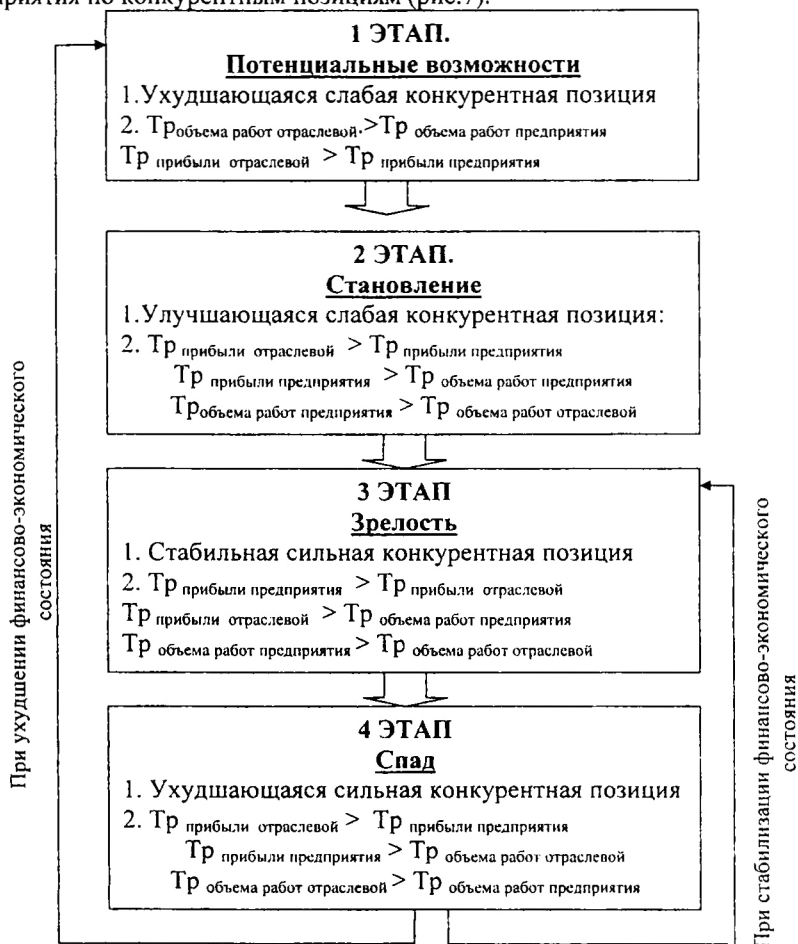 приятия по конкурентным позициям (рис.7).
1 ЭТАП.
Потенциальные возможности
1.Ухудшающаяся слабая конкурентная позиция
2. Тробъема работ отраслевой.>Тр объема работ предприятия
Тр прибыли отраслевой > Тр прибыли предприятия
2 ЭТАП.
Становление
1.Улучшающаяся слабая конкурентная позиция:
2. Тр прибыли отраслевой > Тр прибыли предприятия
Тр прибыли предприятия > Тр объема работ предприятия
Тробъема работ предприятия > Тр объема работ отраслевой
3 ЭТАП
Зрелость
1. Стабильная сильная конкурентная позиция
2. Тр прибыли предприятия > Тр прибыли отраслевой
Тр прибыли отраслевой > Тр объема работ предприятия
Тр объема работ предприятия > Тр объема работ отраслевой
4 ЭТАП
Спад
1. Ухудшающаяся сильная конкурентная позиция
2. Тр прибыли отраслевой > Тр прибыли предприятия
Тр прибыли предприятия > Тр объема работ отраслевой
Тр объема работ отраслевой > Тр объема работ предприятия
При ухудшении финансово-экономического
состояния
При стабилизации финансово-экономического
состояния